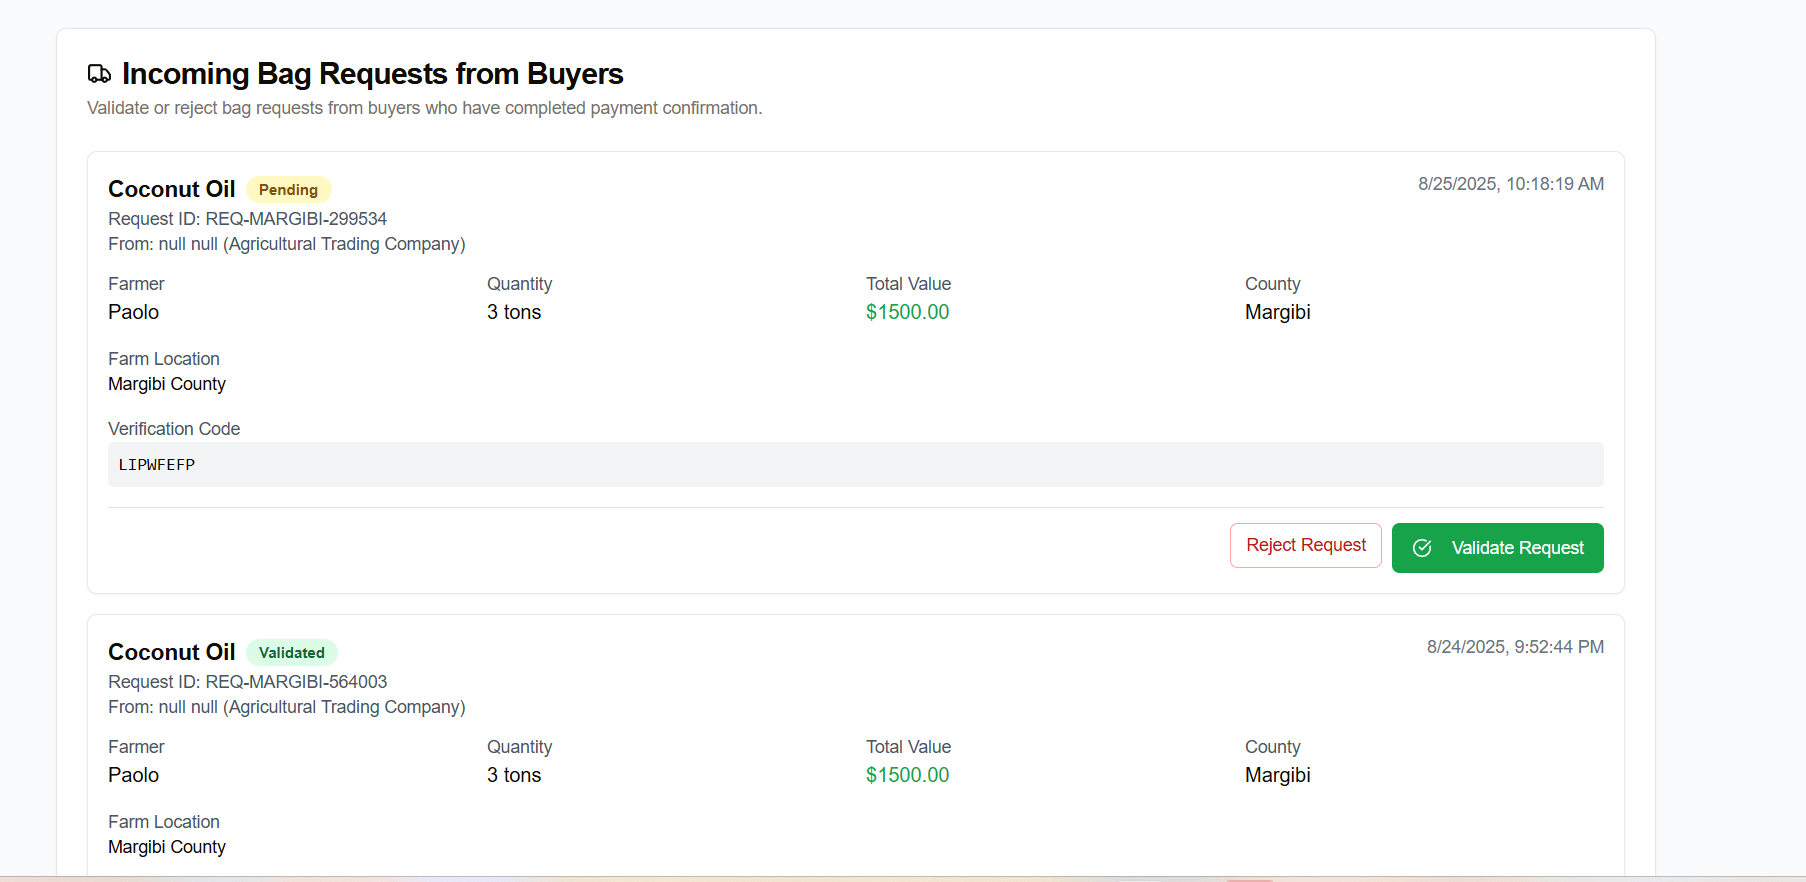 Incoming Bag Requests from Buyers
Validate or reject bag requests from buyers who have completed payment confirmation.
Coconut Oil Pending 8/25/2025, 10:18:19 AM
Request ID: REQ-MARGIBI-299534
From: null null (Agricultural Trading Company)
Farmer Quantity Total Value County
Paolo 3 tons $1500.00 Margibi
Farm Location
Margibi County
Verification Code
LIPWFEFP
Reject Request Validate Request
Coconut Oil Validated 8/24/2025, 9:52:44 PM
Request ID: REQ-MARGIBI-564003
From: null null (Agricultural Trading Company)
Farmer Quantity Total Value County
Paolo 3 tons $1500.00 Margibi
Farm Location
Margibi County